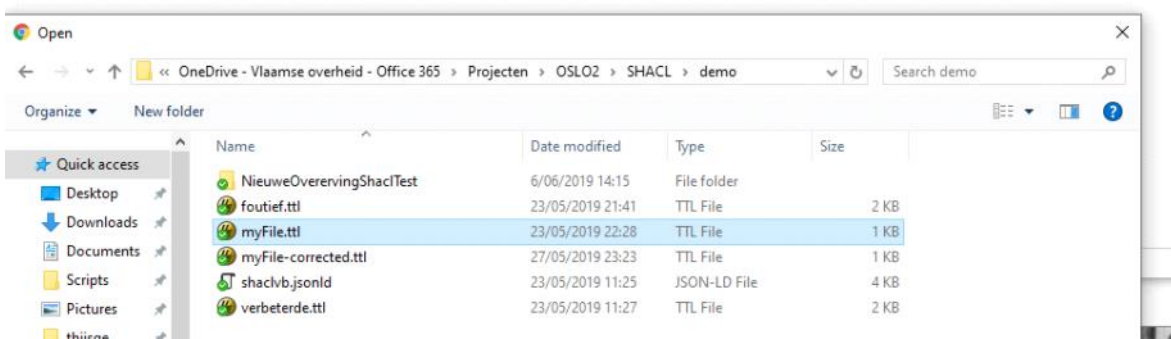 Open
« OneDrive - Vlaamse overheid - Office 365 > Projecten > OSLO2 > SHACL > demo
Search demo
Organize
New folder
Name Date modified Type Size
Quick access
Desktop
Downloads
Documents
Scripts
Pictures
NieuweOverervingShaclTest 6/06/2019 14:15 File folder
foutief.ttl 23/05/2019 21:41 TTL File 2 KB
myFile.ttl 23/05/2019 22:28 TTL File 1 KB
myFile-corrected.ttl 27/05/2019 23:23 TTL File 1 KB
shaclvb.jsonld 23/05/2019 11:25 JSON-LD File 4 KB
verbeterde.ttl 23/05/2019 11:27 TTL File 2 KB